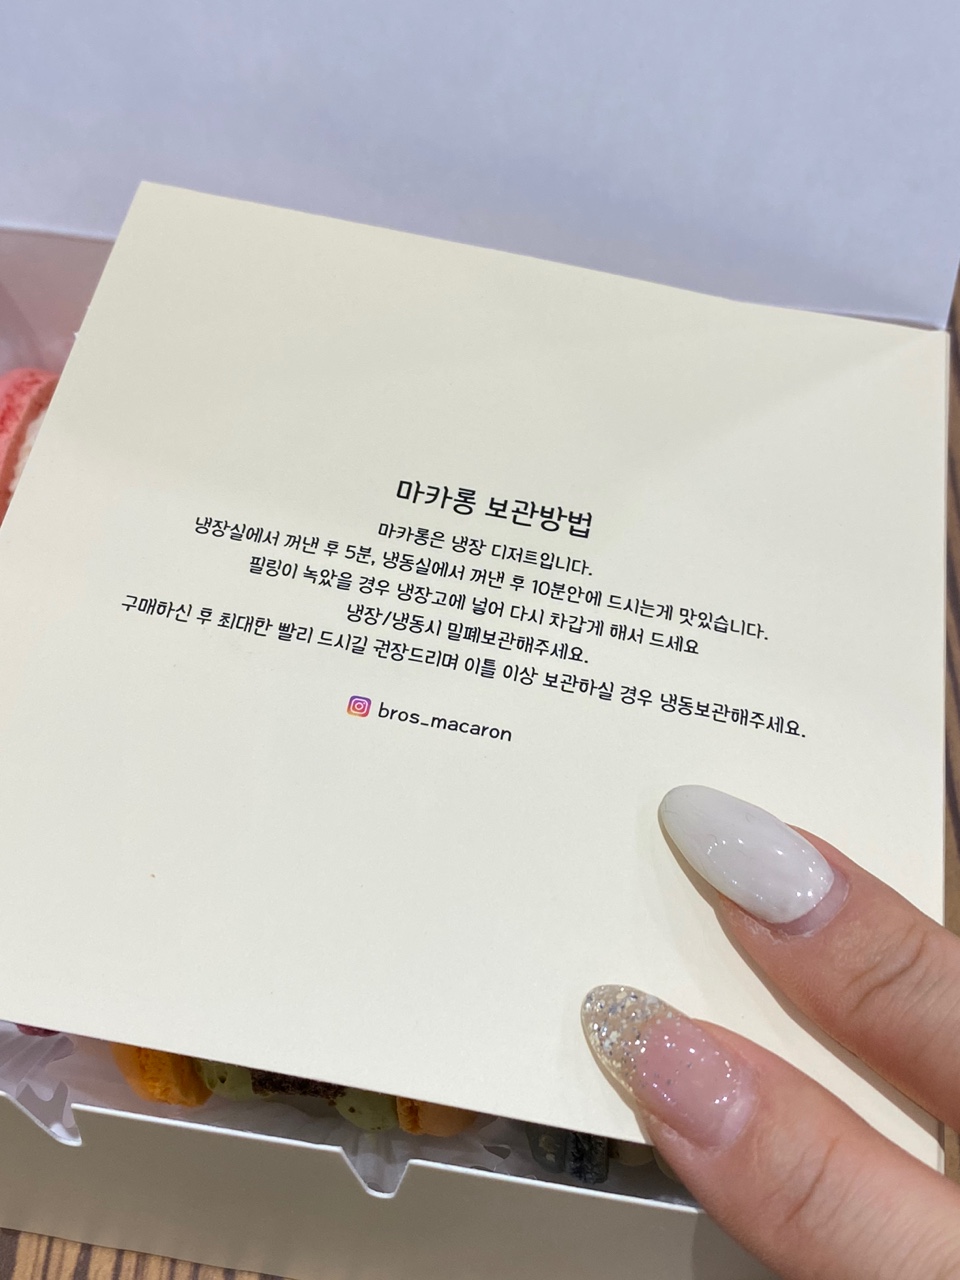 마카롱 보관방법
마카롱은 냉장 디저트입니다.
냉장실에서 꺼낸 후 5분, 냉동실에서 꺼낸 후 10분안에 드시는게 맛있습니다.
필링이 녹았을 경우 냉장고에 넣어 다시 차갑게 해서 드세요
냉장/냉동시 밀폐보관해주세요.
구매하신 후 최대한 빨리 드시길 권장드리며 이틀 이상 보관하실 경우 냉동보관해주세요.
bros_macaron